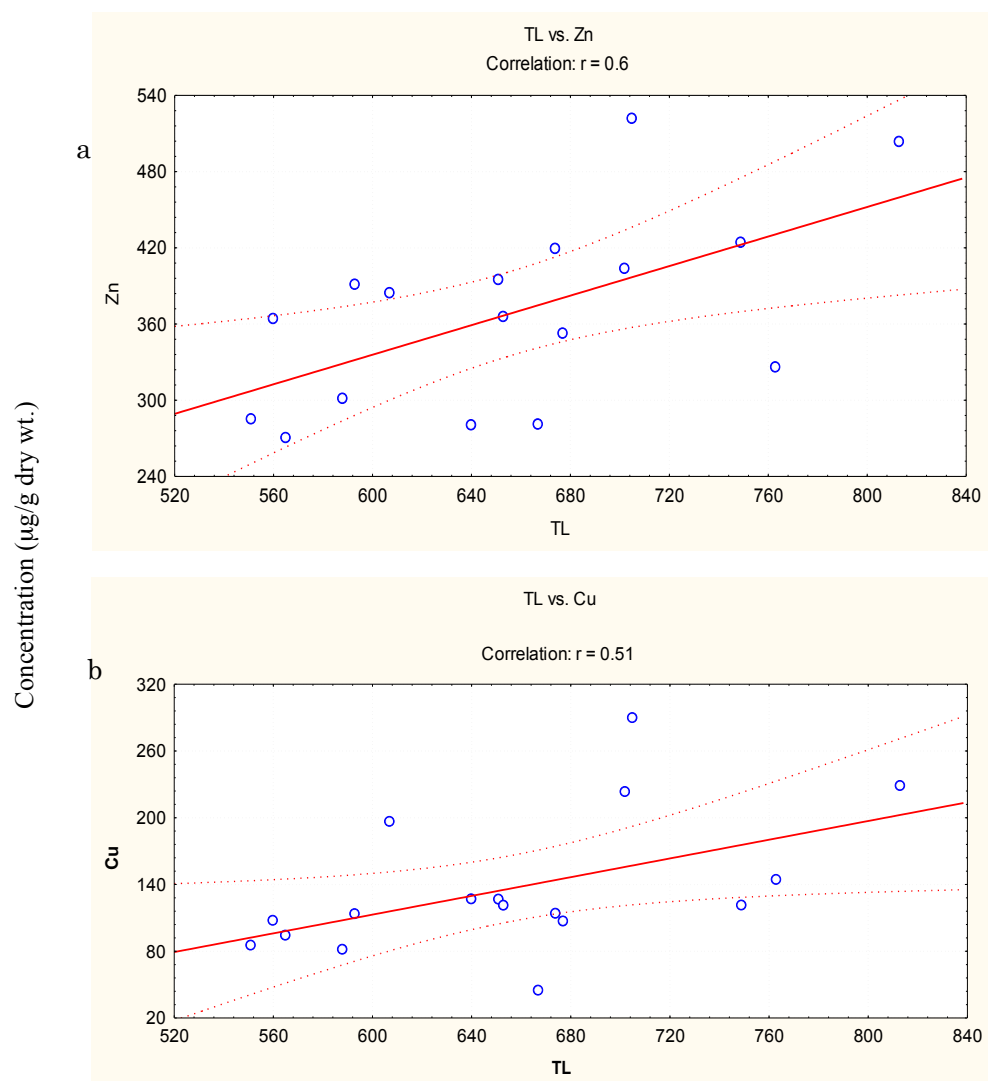 Concentration (µg/g dry wt.)
a
TL vs. Zn
Correlation: r = 0.6
Zn
540
480
420
360
300
240
520 560 600 640 680 720 760 800 840
TL
b
TL vs. Cu
Correlation: r = 0.51
Cu
320
260
200
140
80
20
520 560 600 640 680 720 760 800 840
TL